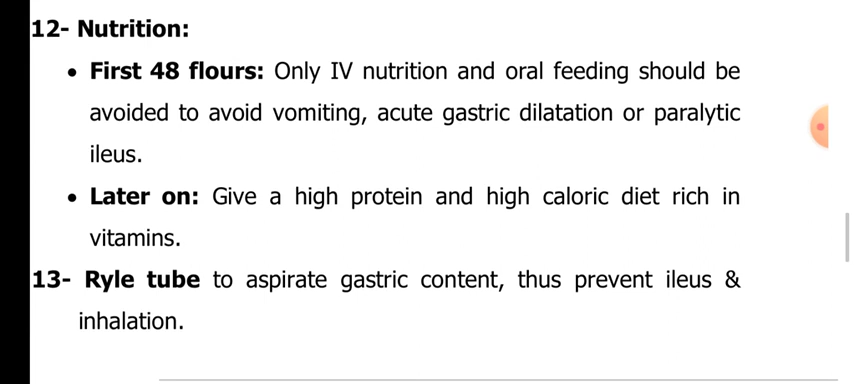 12- Nutrition:
• First 48 flours: Only IV nutrition and oral feeding should be
avoided to avoid vomiting, acute gastric dilatation or paralytic
ileus.
• Later on: Give a high protein and high caloric diet rich in
vitamins.
13- Ryle tube to aspirate gastric content, thus prevent ileus &
inhalation.